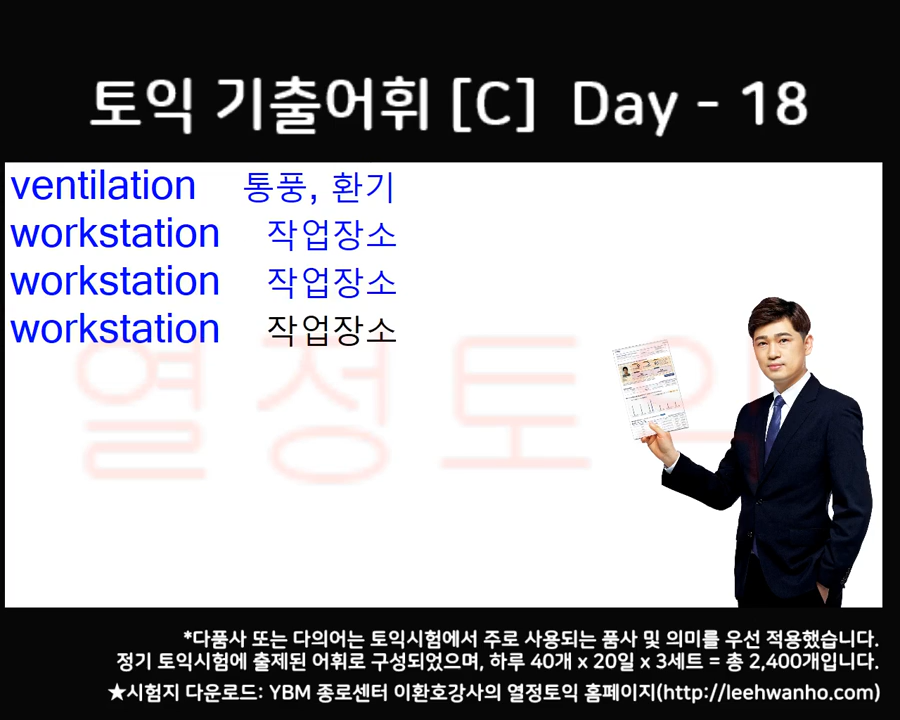 토익 기출어휘 [C] Day - 18
ventilation 통풍, 환기
workstation 작업장소
workstation 작업장소
workstation 작업장소
열정토익
*다품사 또는 다의어는 토익시험에서 주로 사용되는 품사 및 의미를 우선 적용했습니다.
정기 토익시험에 출제된 어휘로 구성되었으며, 하루 40개 x 20일 x 3세트 = 총 2,400개입니다.
★시험지 다운로드: YBM 종로센터 이환호강사의 열정토익 홈페이지(http://leehwanho.com)